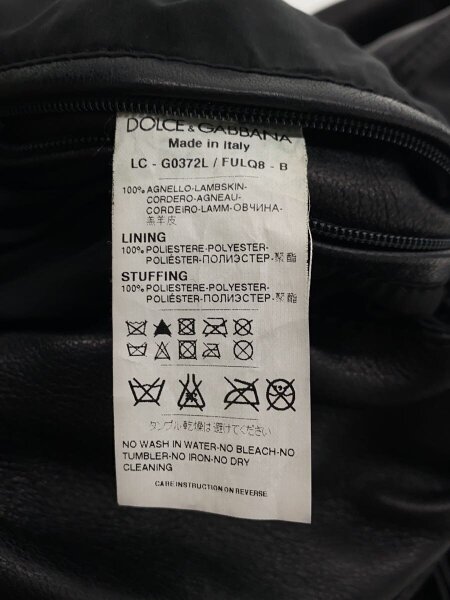 DOLCE&GABBANA
Made in Italy
LC - G0372L / FULQ8 - B
100% AGNELLO-LAMBSKIN-
CORDERO-AGNEAU-
CORDEIRO-LAMM-ОВЧИНА-
羔羊皮
LINING
100% POLIESTERE-POLYESTER-
POLIÉSTER-ПОЛИЭСТЕР-聚酯
STUFFING
100% POLIESTERE-POLYESTER-
POLIÉSTER-ПОЛИЭСТЕР-聚酯
タンブル乾燥は避けてください
NO WASH IN WATER-NO BLEACH-NO
TUMBLER-NO IRON-NO DRY
CLEANING
CARE INSTRUCTION ON REVERSE